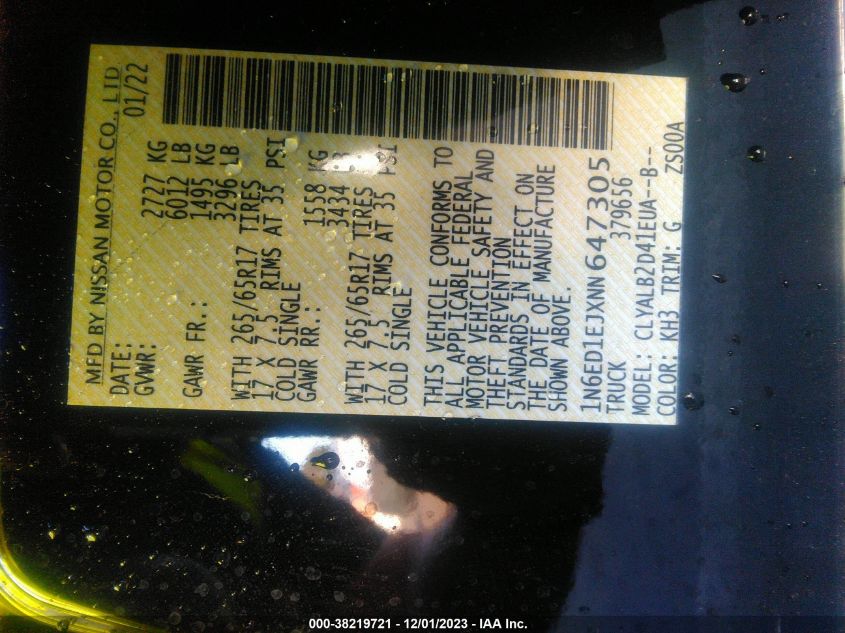 MFD BY NISSAN MOTOR CO., LTD
DATE: 01/22
GVWR: 2727 KG
6012 LB
GAWR FR.: 1495 KG
3296 LB
WITH 265/65R17 TIRES
17 X 7.5 RIMS AT 35 PSI
COLD SINGLE
GAWR RR.: 1558 KG
3434
WITH 265/65R17 TIRES
17 X 7.5 RIMS AT 35 PSI
COLD SINGLE
THIS VEHICLE CONFORMS TO
ALL APPLICABLE FEDERAL
MOTOR VEHICLE SAFETY AND
THEFT PREVENTION
STANDARDS IN EFFECT ON
THE DATE OF MANUFACTURE
SHOWN ABOVE.
1N6ED1EJXNN647305
TRUCK 379656
MODEL: CLYALB2D41EUA--B--
COLOR: KH3 TRIM: G ZS00A
000-38219721 - 12/01/2023 - IAA Inc.